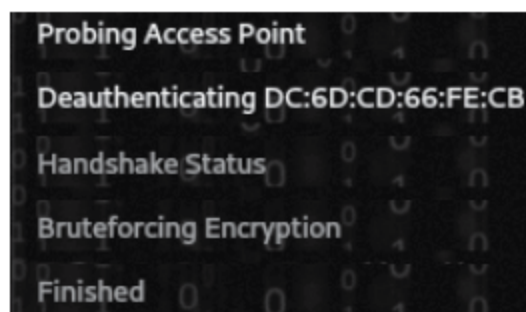 Probing Access Point
Deauthenticating DC:6D:CD:66:FE:CB
Handshake Status
Bruteforcing Encryption
Finished